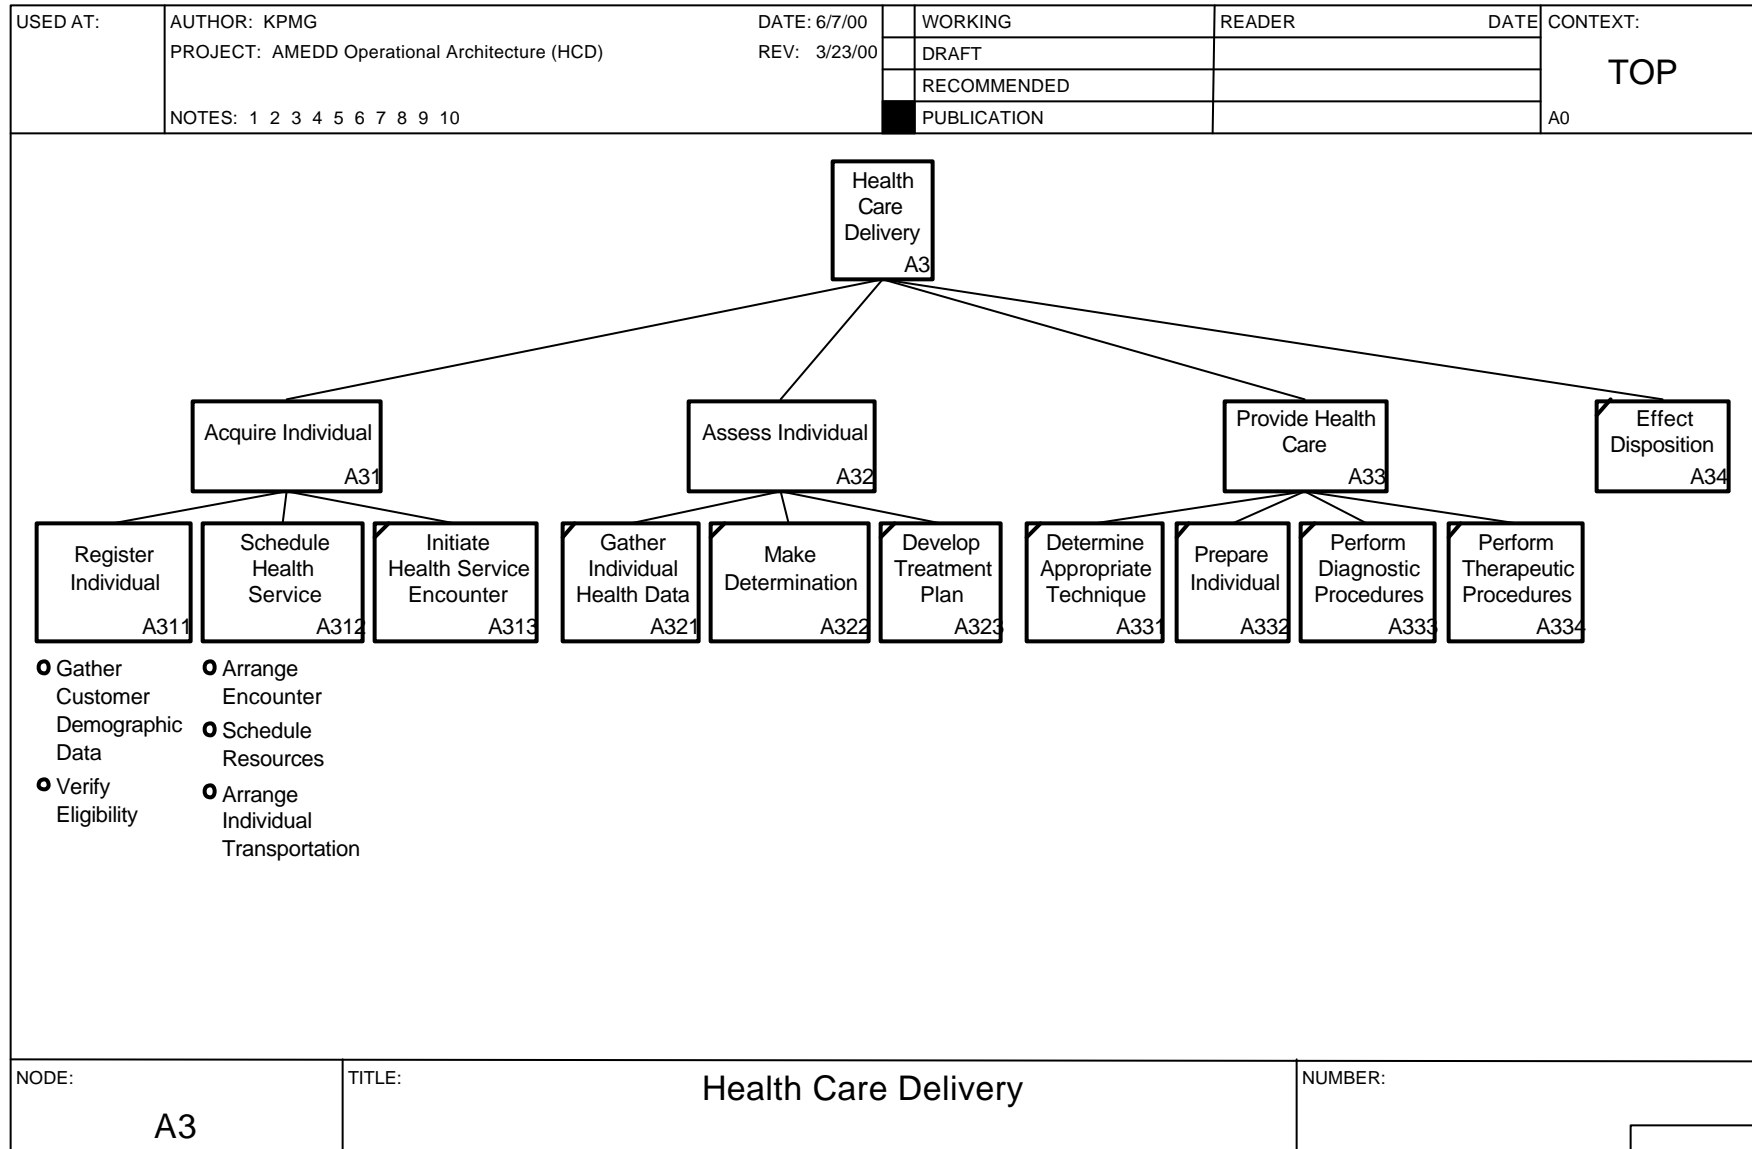 USED AT:
AUTHOR: KPMG
DATE: 6/7/00
PROJECT: AMEDD Operational Architecture (HCD)
REV: 3/23/00
NOTES: 1 2 3 4 5 6 7 8 9 10
WORKING
DRAFT
RECOMMENDED
PUBLICATION
READER
DATE
CONTEXT:
TOP
A0
Health
Care
Delivery
A3
Acquire Individual
A31
Assess Individual
A32
Provide Health
Care
A33
Effect
Disposition
A34
Register
Individual
A311
Schedule
Health
Service
A312
Initiate
Health Service
Encounter
A313
Gather
Individual
Health Data
A321
Make
Determination
A322
Develop
Treatment
Plan
A323
Determine
Appropriate
Technique
A331
Prepare
Individual
A332
Perform
Diagnostic
Procedures
A333
Perform
Therapeutic
Procedures
A334
Gather
Customer
Demographic
Data
Verify
Eligibility
Arrange
Encounter
Schedule
Resources
Arrange
Individual
Transportation
NODE:
A3
TITLE:
Health Care Delivery
NUMBER: